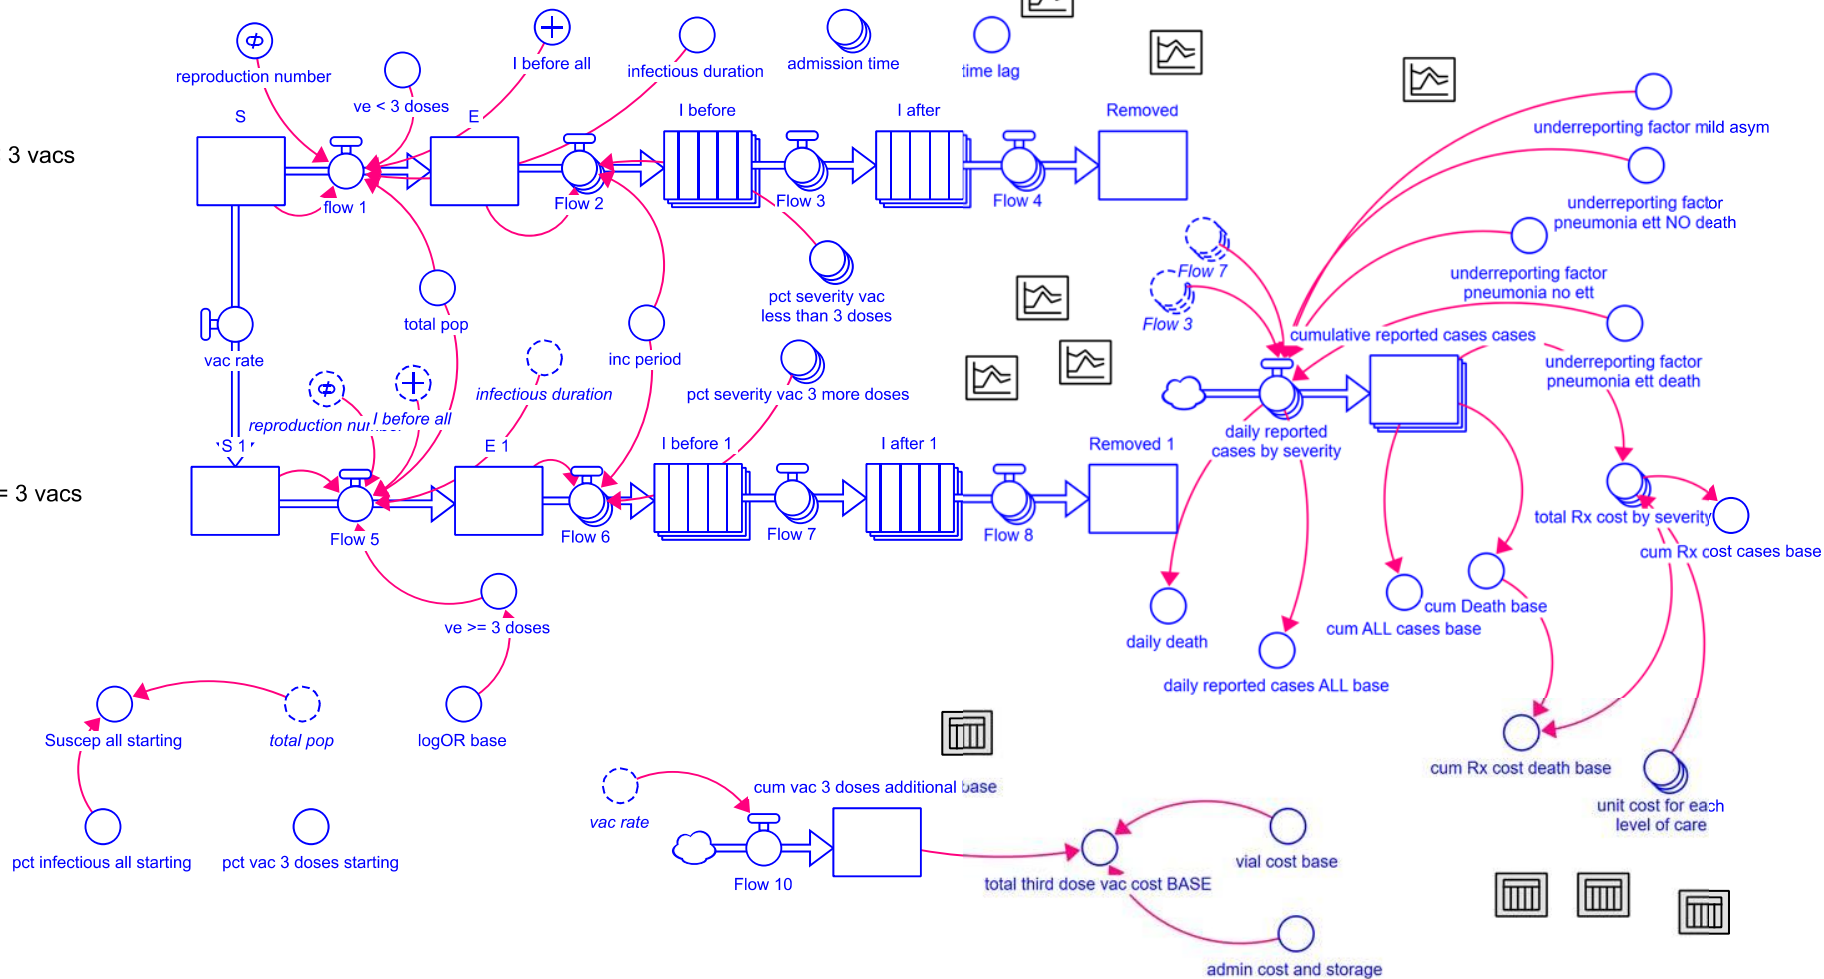 reproduction number
ve < 3 doses
I before all
infectious duration
admission time
time lag
S
E
I before
I after
Removed
3 vacs
flow 1
Flow 2
Flow 3
Flow 4
underreporting factor mild asym
underreporting factor
pneumonia ett NO death
underreporting factor
pneumonia no ett
Flow 7
Flow 3
pct severity vac
less than 3 doses
total pop
inc period
vac rate
cumulative reported cases cases
underreporting factor
pneumonia ett death
infectious duration
pct severity vac 3 more doses
reproduction
I before all
daily reported
cases by severity
S 1
E 1
I before 1
I after 1
Removed 1
= 3 vacs
Flow 5
Flow 6
Flow 7
Flow 8
total Rx cost by severity
cum Rx cost cases base
ve >= 3 doses
daily death
cum Death base
cum ALL cases base
daily reported cases ALL base
Suscep all starting
total pop
logOR base
cum Rx cost death base
unit cost for each
level of care
cum vac 3 doses additional base
vac rate
pct infectious all starting
pct vac 3 doses starting
Flow 10
total third dose vac cost BASE
vial cost base
admin cost and storage